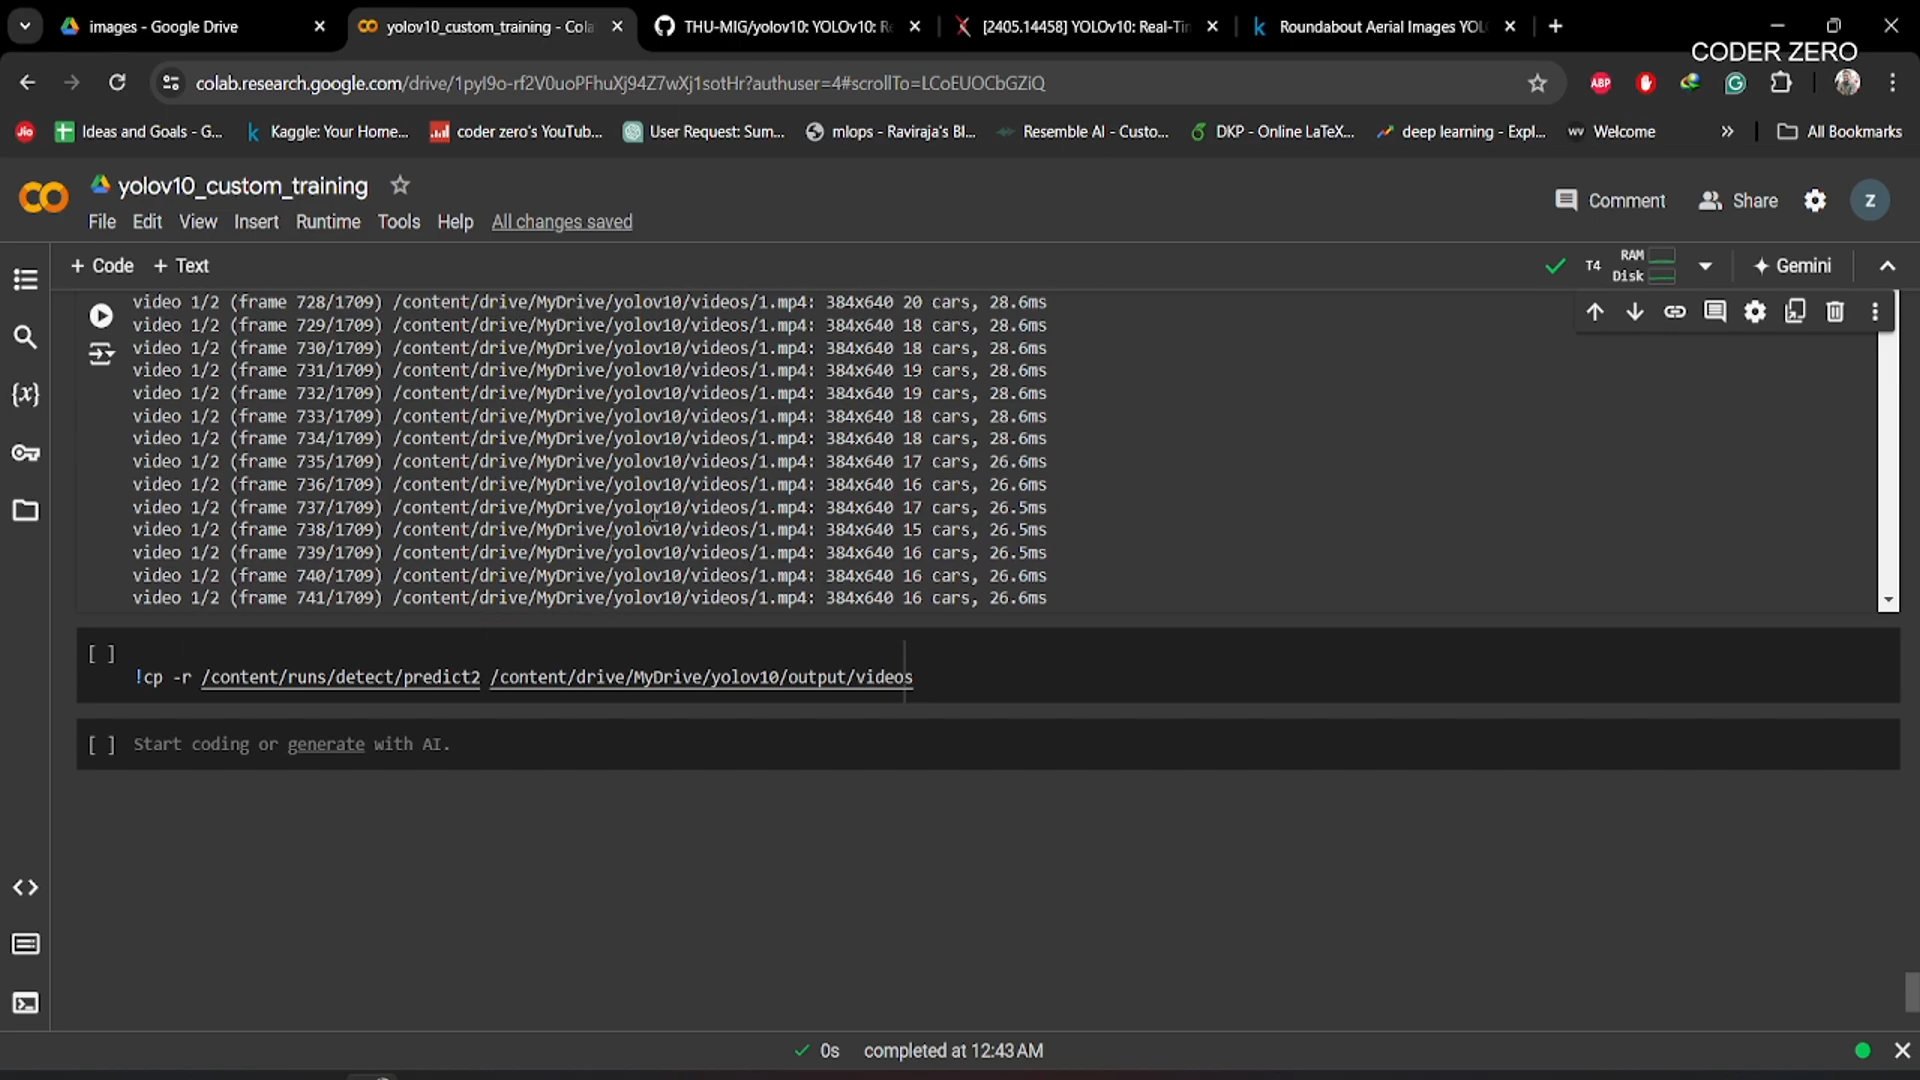 images - Google Drive
yolov10_custom_training - Cola
THU-MIG/yolov10: YOLOv10: Re
[2405.14458] YOLOv10: Real-Tim
Roundabout Aerial Images YOL
CODER ZERO
colab.research.google.com/drive/1pyI9o-rf2V0uoPFhuXj94Z7wXj1sotHr?authuser=4#scrollTo=LCoEUOCbGZiQ
ABP
Jio
Ideas and Goals - G...
Kaggle: Your Home...
coder zero's YouTub...
User Request: Sum...
mlops - Raviraja's Bl...
Resemble AI - Custo...
DKP - Online LaTeX...
deep learning - Expl...
Welcome
All Bookmarks
yolov10_custom_training
Comment
Share
Z
File Edit View Insert Runtime Tools Help All changes saved
+ Code + Text
T4
RAM
Disk
Gemini
video 1/2 (frame 728/1709) /content/drive/MyDrive/yolov10/videos/1.mp4: 384x640 20 cars, 28.6ms
video 1/2 (frame 729/1709) /content/drive/MyDrive/yolov10/videos/1.mp4: 384x640 18 cars, 28.6ms
video 1/2 (frame 730/1709) /content/drive/MyDrive/yolov10/videos/1.mp4: 384x640 18 cars, 28.6ms
video 1/2 (frame 731/1709) /content/drive/MyDrive/yolov10/videos/1.mp4: 384x640 19 cars, 28.6ms
video 1/2 (frame 732/1709) /content/drive/MyDrive/yolov10/videos/1.mp4: 384x640 19 cars, 28.6ms
video 1/2 (frame 733/1709) /content/drive/MyDrive/yolov10/videos/1.mp4: 384x640 18 cars, 28.6ms
video 1/2 (frame 734/1709) /content/drive/MyDrive/yolov10/videos/1.mp4: 384x640 18 cars, 28.6ms
video 1/2 (frame 735/1709) /content/drive/MyDrive/yolov10/videos/1.mp4: 384x640 17 cars, 26.6ms
video 1/2 (frame 736/1709) /content/drive/MyDrive/yolov10/videos/1.mp4: 384x640 16 cars, 26.6ms
video 1/2 (frame 737/1709) /content/drive/MyDrive/yolov10/videos/1.mp4: 384x640 17 cars, 26.5ms
video 1/2 (frame 738/1709) /content/drive/MyDrive/yolov10/videos/1.mp4: 384x640 15 cars, 26.5ms
video 1/2 (frame 739/1709) /content/drive/MyDrive/yolov10/videos/1.mp4: 384x640 16 cars, 26.5ms
video 1/2 (frame 740/1709) /content/drive/MyDrive/yolov10/videos/1.mp4: 384x640 16 cars, 26.6ms
video 1/2 (frame 741/1709) /content/drive/MyDrive/yolov10/videos/1.mp4: 384x640 16 cars, 26.6ms
[ ]
!cp -r /content/runs/detect/predict2 /content/drive/MyDrive/yolov10/output/videos
[ ] Start coding or generate with AI.
0s completed at 12:43 AM